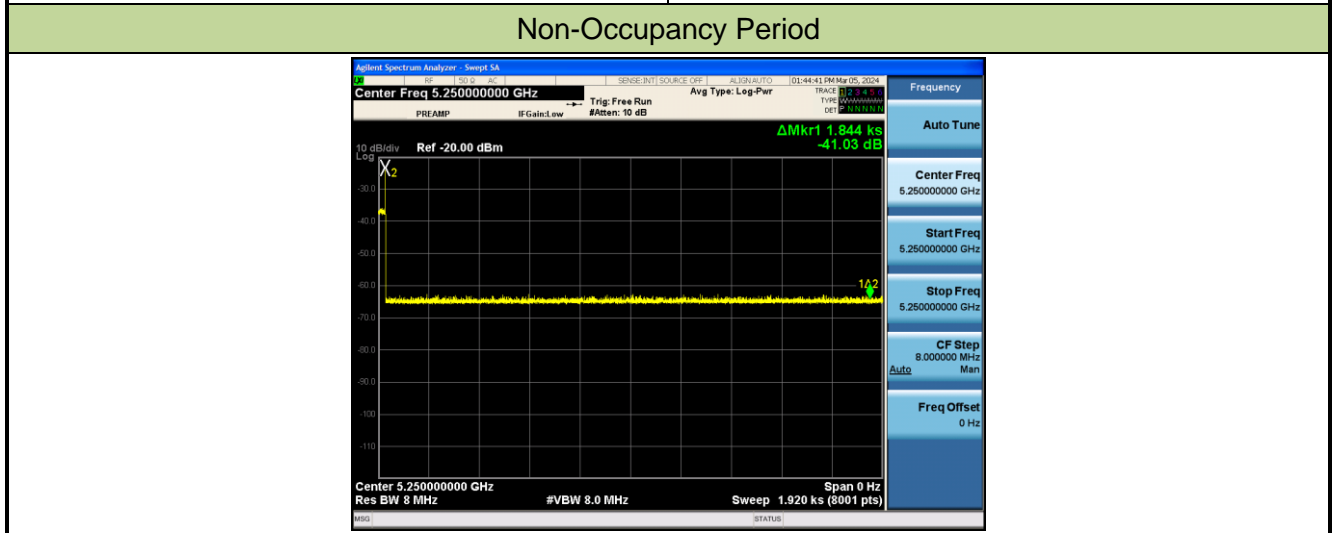 Non-Occupancy Period
Agilent Spectrum Analyzer - Swept SA
RF 50 Ω AC SENSE:INT SOURCE OFF ALIGN AUTO 01:44:41 PM Mar 05, 2024
Center Freq 5.250000000 GHz
PREAMP IFGain:Low
Trig: Free Run
#Atten: 10 dB
Avg Type: Log-Pwr
TRACE 1 2 3 4 5 6
TYPE
DET P N N N N N
Frequency
Auto Tune
ΔMkr1 1.844 ks
-41.03 dB
10 dB/div Ref -20.00 dBm
Log
X2
-30.0
-40.0
-50.0
-60.0
1Δ2
-70.0
-80.0
-90.0
-100
-110
Center Freq
5.250000000 GHz
Start Freq
5.250000000 GHz
Stop Freq
5.250000000 GHz
CF Step
8.000000 MHz
Auto Man
Freq Offset
0 Hz
Center 5.250000000 GHz Span 0 Hz
Res BW 8 MHz #VBW 8.0 MHz Sweep 1.920 ks (8001 pts)
MSG STATUS